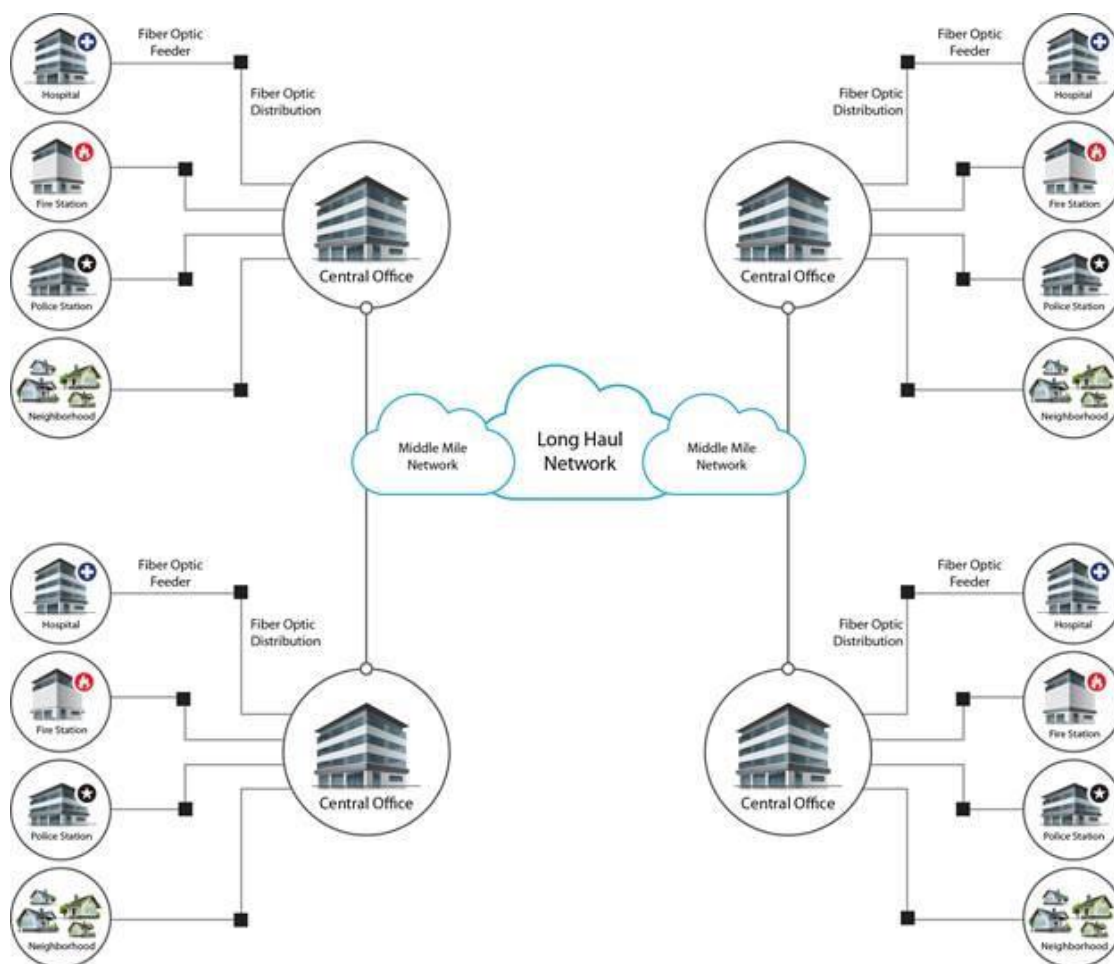 Fiber Optic
Feeder
Hospital
Fiber Optic
Distribution
Fire Station
Police Station
Neighborhood
Central Office
Fiber Optic
Feeder
Hospital
Fiber Optic
Distribution
Fire Station
Police Station
Neighborhood
Central Office
Middle Mile
Network
Long Haul
Network
Middle Mile
Network
Fiber Optic
Feeder
Hospital
Fiber Optic
Distribution
Fire Station
Police Station
Neighborhood
Central Office
Fiber Optic
Feeder
Hospital
Fiber Optic
Distribution
Fire Station
Police Station
Neighborhood
Central Office